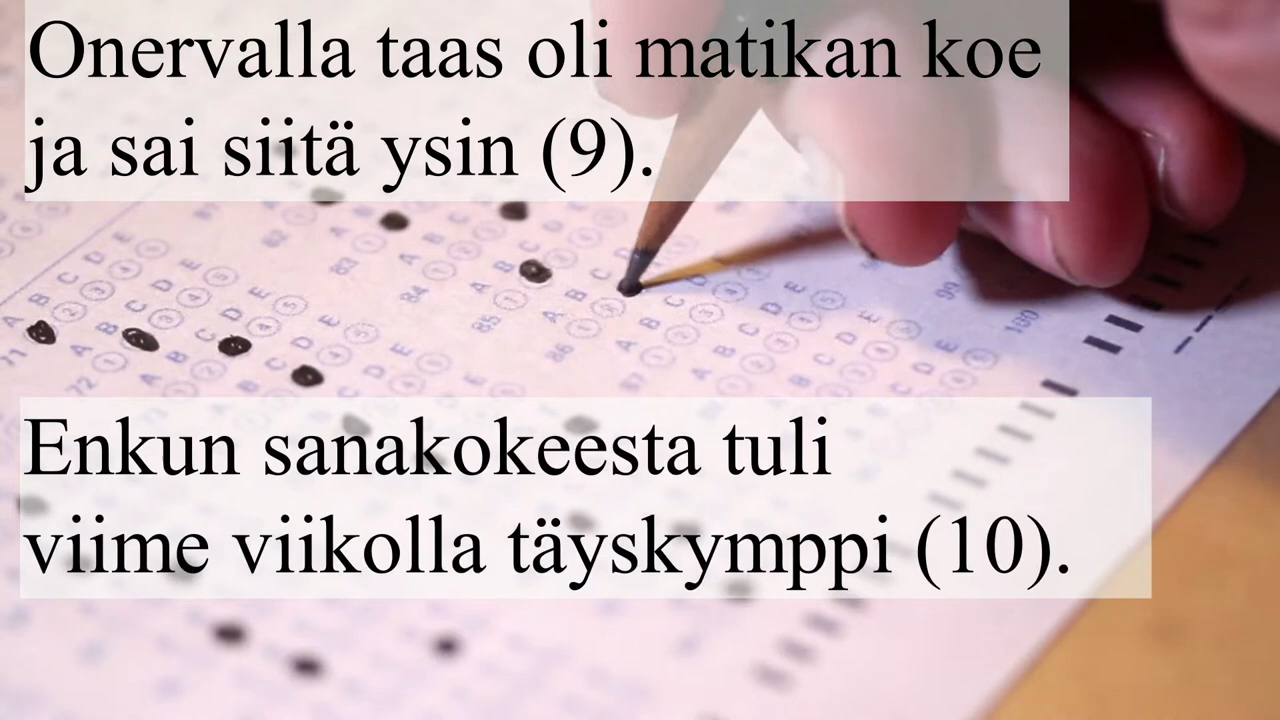 Onervalla taas oli matikan koe
ja sai siitä ysin (9).
Enkun sanakokeesta tuli
viime viikolla täyskymppi (10).